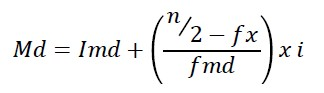 Md = Imd + (n/2 − fx / fmd) x i